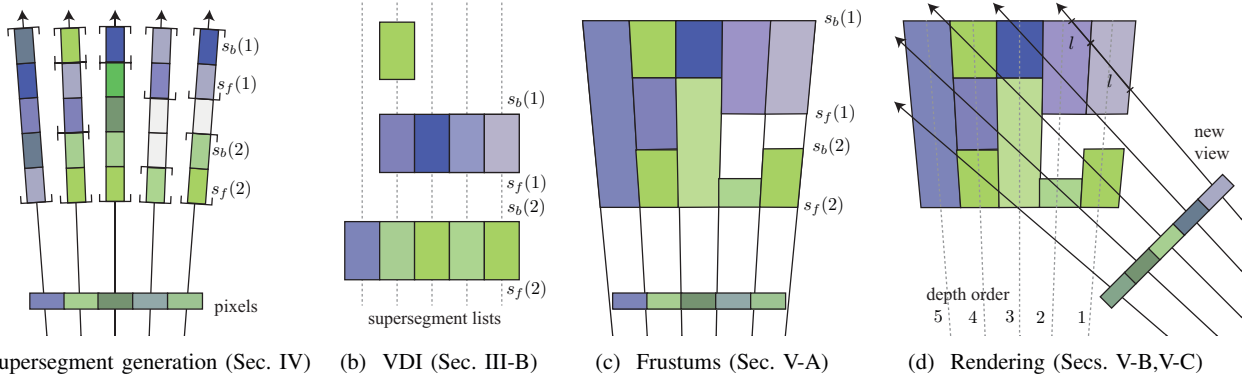 s_b(1)
s_f(1)
s_b(2)
s_f(2)
pixels
upersegment generation (Sec. IV)
s_b(1)
s_f(1)
s_b(2)
s_f(2)
supersegment lists
(b) VDI (Sec. III-B)
s_b(1)
s_f(1)
s_b(2)
s_f(2)
(c) Frustums (Sec. V-A)
l
l
new
view
depth order
5 4 3 2 1
(d) Rendering (Secs. V-B,V-C)